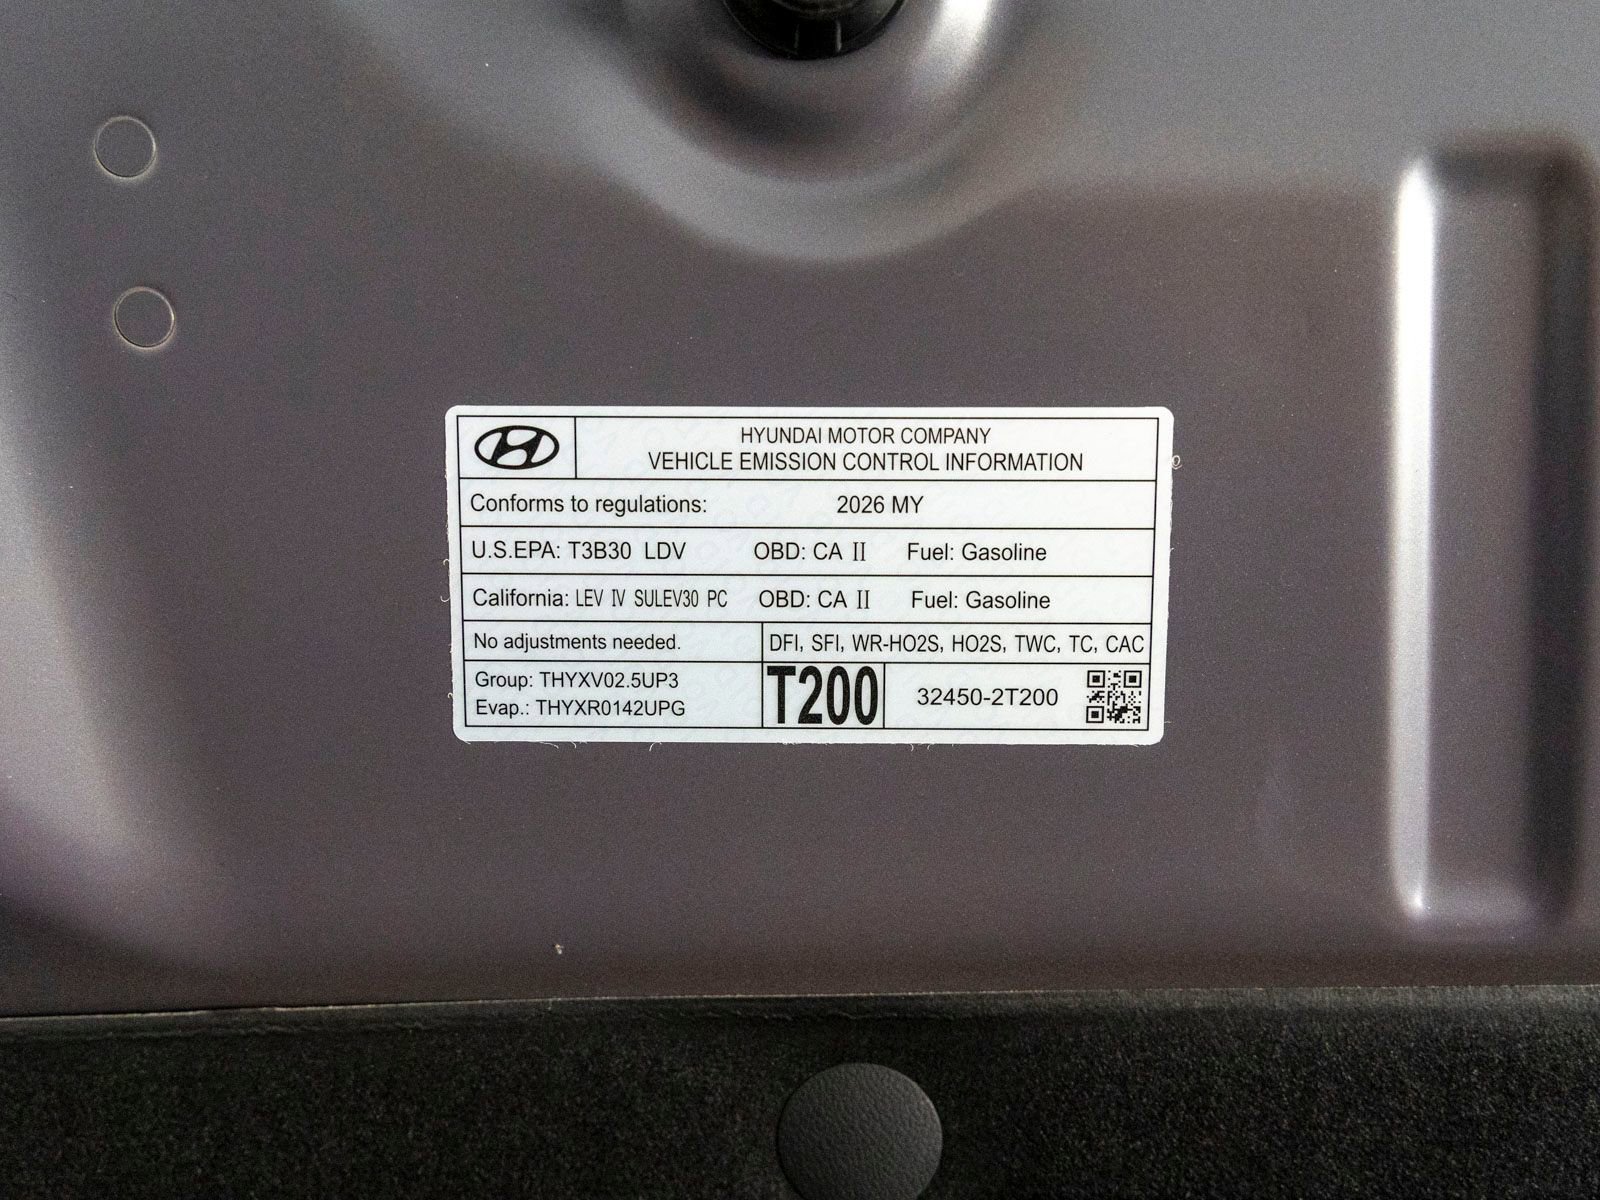 HYUNDAI MOTOR COMPANY
VEHICLE EMISSION CONTROL INFORMATION
Conforms to regulations: 2026 MY
U.S.EPA: T3B30 LDV OBD: CA II Fuel: Gasoline
California: LEV IV SULEV30 PC OBD: CA II Fuel: Gasoline
No adjustments needed. DFI, SFI, WR-HO2S, HO2S, TWC, TC, CAC
Group: THYXV02.5UP3
Evap.: THYXR0142UPG
T200
32450-2T200